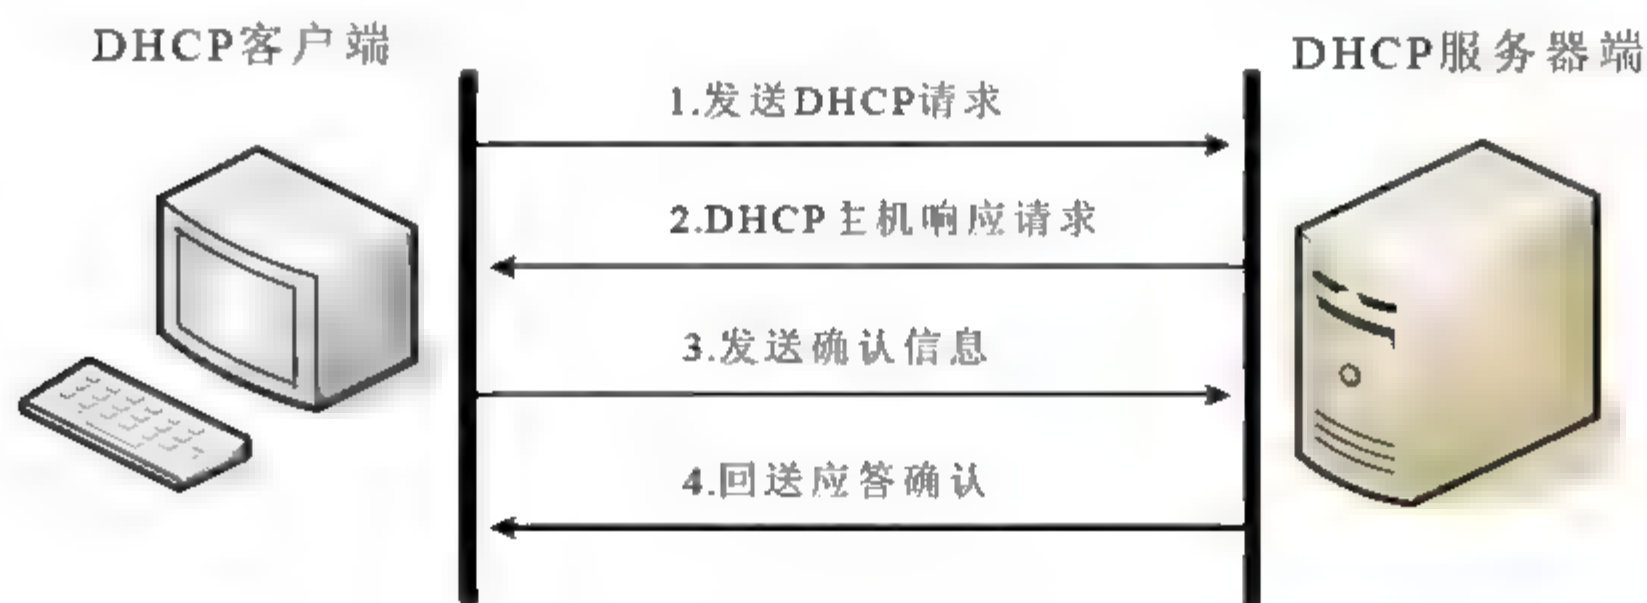 DHCP客户端
DHCP服务器端
1.发送DHCP请求
2.DHCP主机响应请求
3.发送确认信息
4.回送应答确认